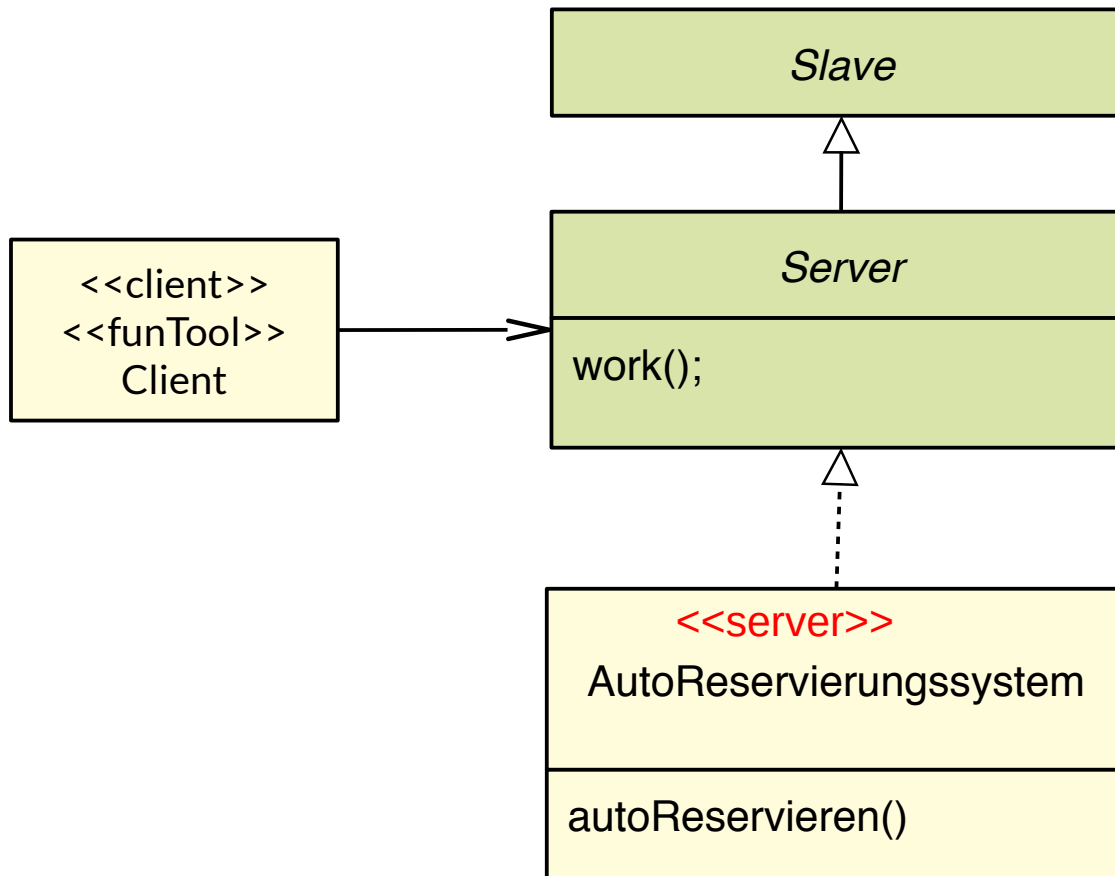 Slave
Server
work();
<<client>>
<<funTool>>
Client
<<server>>
AutoReservierungssystem
autoReservieren()